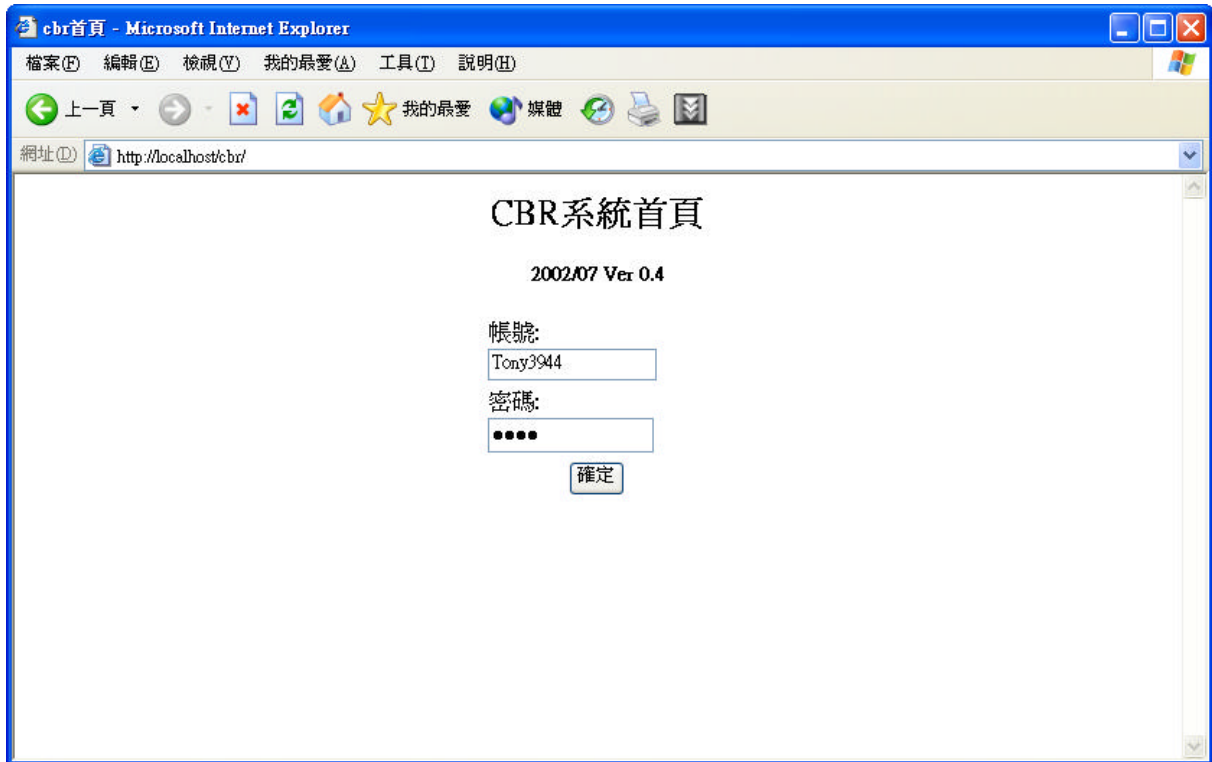 cbr首頁 - Microsoft Internet Explorer
檔案(F) 編輯(E) 檢視(V) 我的最愛(A) 工具(T) 說明(H)
上一頁 我的最愛 媒體
網址(D) http://localhost/cbr/
CBR系統首頁
2002/07 Ver 0.4
帳號:
Tony3944
密碼:
••••
確定